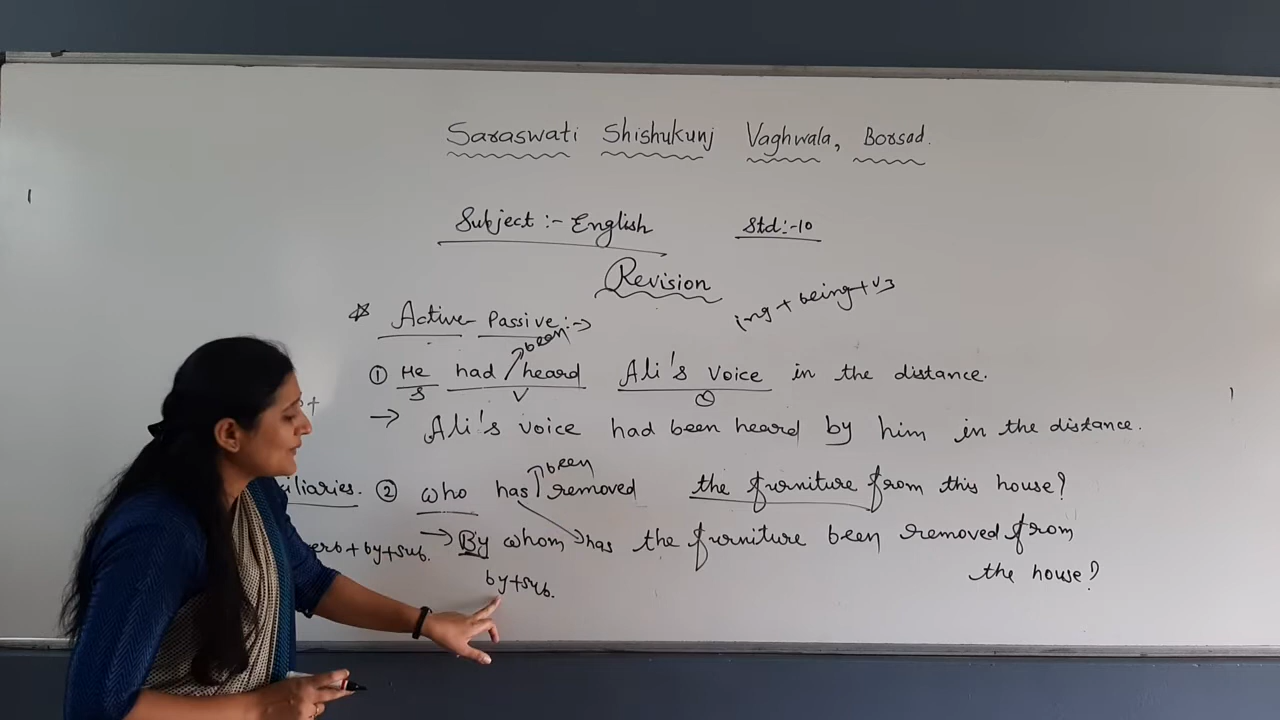 Saraswati Shishukunj Vaghwala, Borsad.
Subject :- English Std:-10
Revision
ing + being + V3
☆ Active Passive :->
been
① He had heard Ali's voice in the distance.
S V O
→ Ali's voice had been heard by him in the distance.
been
② who has removed the furniture from this house?
→ By whom has the furniture been removed from
the house?
by+sub.
+ by+sub.